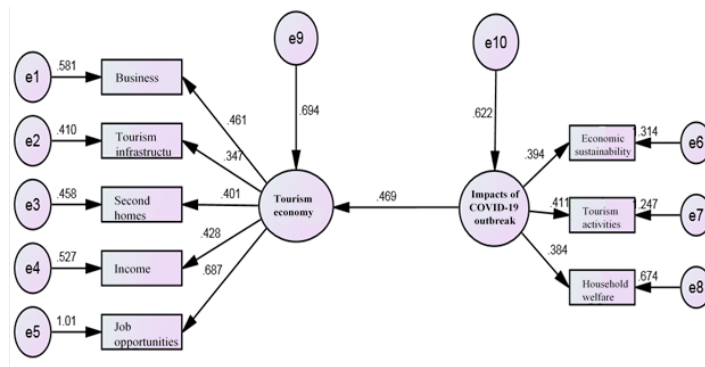 e9
e10
e1
.581
Business
e2
.410
Tourism
infrastructu
e3
.458
Second
homes
e4
.527
Income
e5
1.01
Job
opportunities
.461
.347
.401
.428
.687
.694
Tourism
economy
.469
.622
Impacts of
COVID-19
outbreak
.394
.411
.384
Economic
sustainability
1.314
e6
Tourism
activities
1.247
e7
Household
welfare
.674
e8